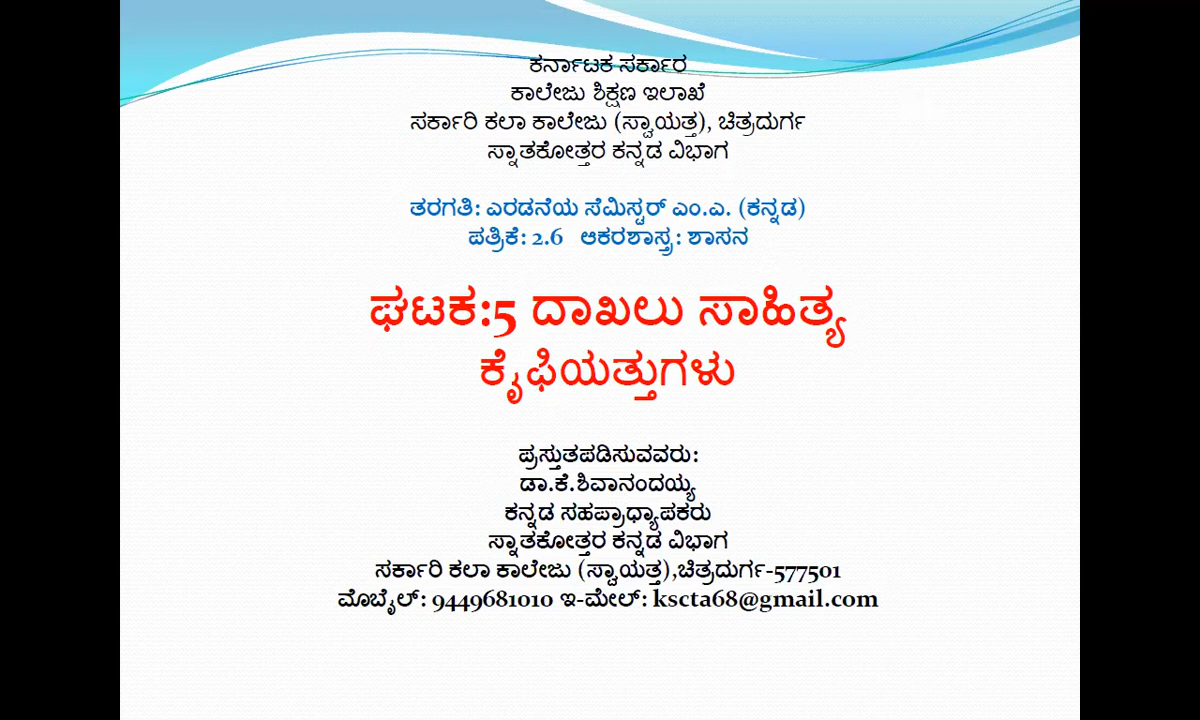 ಕರ್ನಾಟಕ ಸರ್ಕಾರ
ಕಾಲೇಜು ಶಿಕ್ಷಣ ಇಲಾಖೆ
ಸರ್ಕಾರಿ ಕಲಾ ಕಾಲೇಜು (ಸ್ವಾಯತ್ತ), ಚಿತ್ರದುರ್ಗ
ಸ್ನಾತಕೋತ್ತರ ಕನ್ನಡ ವಿಭಾಗ
ತರಗತಿ: ಎರಡನೆಯ ಸೆಮಿಸ್ಟರ್ ಎಂ.ಎ. (ಕನ್ನಡ)
ಪತ್ರಿಕೆ: 2.6 ಆಕರಶಾಸ್ತ್ರ: ಶಾಸನ
ಘಟಕ:5 ದಾಖಲು ಸಾಹಿತ್ಯ
ಕೈಫಿಯತ್ತುಗಳು
ಪ್ರಸ್ತುತಪಡಿಸುವವರು:
ಡಾ.ಕೆ.ಶಿವಾನಂದಯ್ಯ
ಕನ್ನಡ ಸಹಪ್ರಾಧ್ಯಾಪಕರು
ಸ್ನಾತಕೋತ್ತರ ಕನ್ನಡ ವಿಭಾಗ
ಸರ್ಕಾರಿ ಕಲಾ ಕಾಲೇಜು (ಸ್ವಾಯತ್ತ),ಚಿತ್ರದುರ್ಗ-577501
ಮೊಬೈಲ್: 9449681010 ಇ-ಮೇಲ್: kscta68@gmail.com